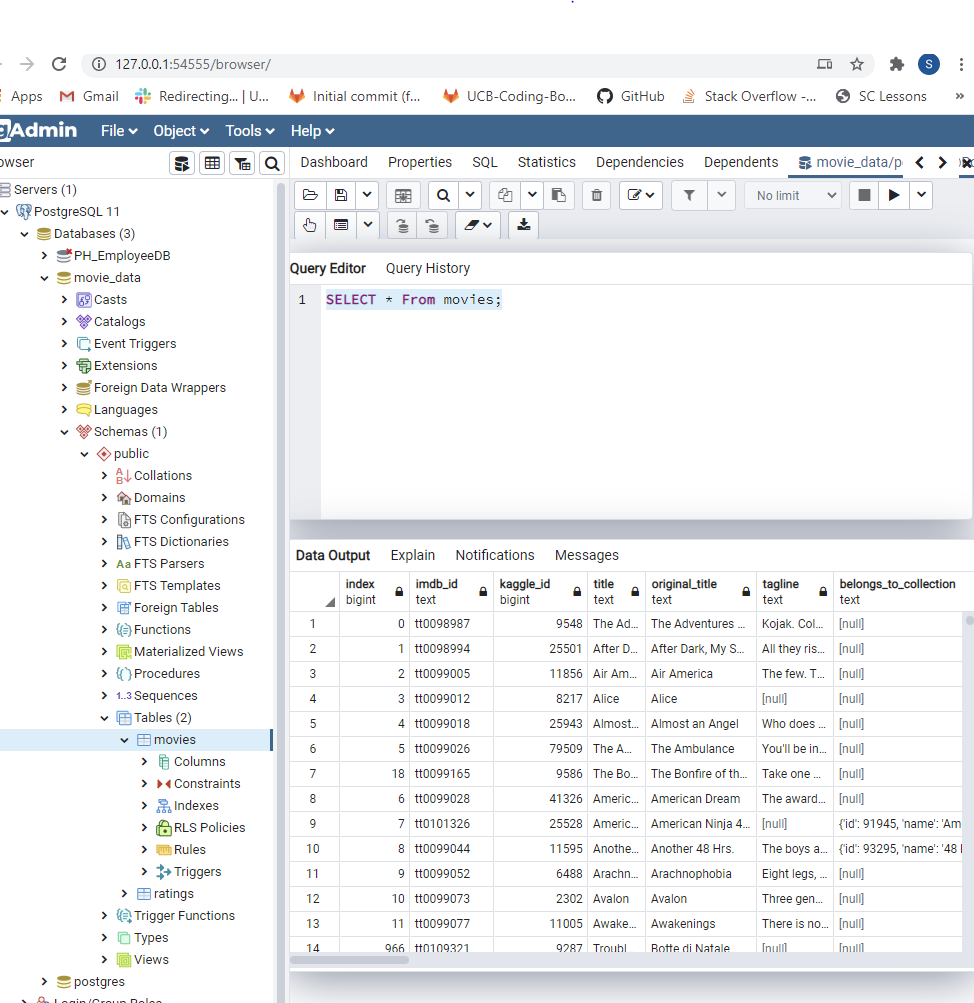 127.0.0.1:54555/browser/
S
Apps Gmail Redirecting... | U... Initial commit (f... UCB-Coding-Bo... GitHub Stack Overflow -... SC Lessons »
gAdmin File Object Tools Help
owser Dashboard Properties SQL Statistics Dependencies Dependents movie_data/p
Servers (1)
PostgreSQL 11
Databases (3)
PH_EmployeeDB
movie_data
Casts
Catalogs
Event Triggers
Extensions
Foreign Data Wrappers
Languages
Schemas (1)
public
Collations
Domains
FTS Configurations
FTS Dictionaries
Aa FTS Parsers
FTS Templates
Foreign Tables
Functions
Materialized Views
Procedures
1..3 Sequences
Tables (2)
movies
Columns
Constraints
Indexes
RLS Policies
Rules
Triggers
ratings
Trigger Functions
Types
Views
postgres
Login/Group Roles
No limit
Query Editor Query History
1 SELECT * From movies;
Data Output Explain Notifications Messages
index imdb_id kaggle_id title original_title tagline belongs_to_collection
bigint text bigint text text text text
1 0 tt0098987 9548 The Ad... The Adventures ... Kojak. Col... [null]
2 1 tt0098994 25501 After D... After Dark, My S... All they ris... [null]
3 2 tt0099005 11856 Air Am... Air America The few. T... [null]
4 3 tt0099012 8217 Alice Alice [null] [null]
5 4 tt0099018 25943 Almost... Almost an Angel Who does ... [null]
6 5 tt0099026 79509 The A... The Ambulance You'll be in... [null]
7 18 tt0099165 9586 The Bo... The Bonfire of th... Take one ... [null]
8 6 tt0099028 41326 Americ... American Dream The award... [null]
9 7 tt0101326 25528 Americ... American Ninja 4... [null] {'id': 91945, 'name': 'Am
10 8 tt0099044 11595 Anothe... Another 48 Hrs. The boys a... {'id': 93295, 'name': '48
11 9 tt0099052 6488 Arachn... Arachnophobia Eight legs, ... [null]
12 10 tt0099073 2302 Avalon Avalon Three gen... [null]
13 11 tt0099077 11005 Awake... Awakenings There is no... [null]
14 966 tt0109321 9287 Troubl... Botte di Natale [null] [null]